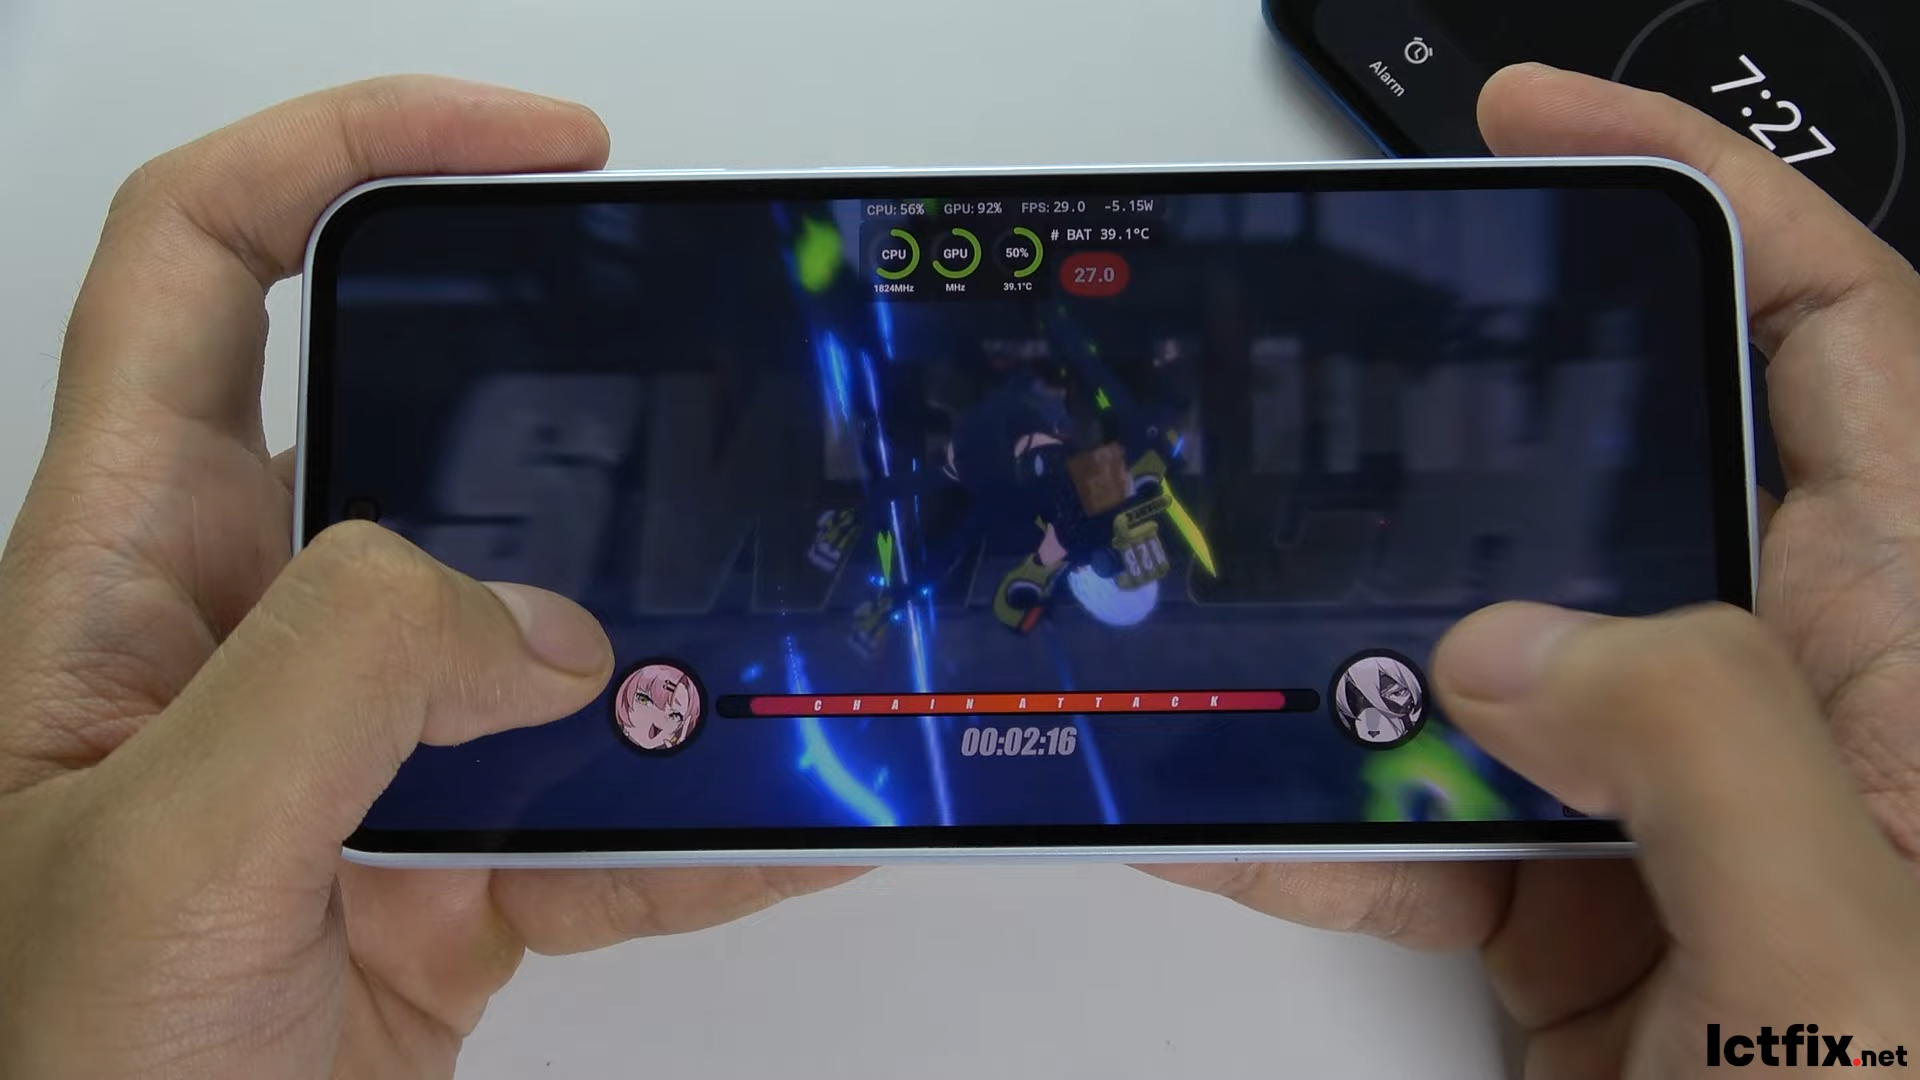 Alarm
7:27
CPU: 56% GPU: 92% FPS: 29.0 -5.15W
# BAT 39.1°C
CPU GPU 50%
27.0
1824MHz MHz 39.1°C
N2B
CHAIN ATTACK
00:02:16
Ictfix.net